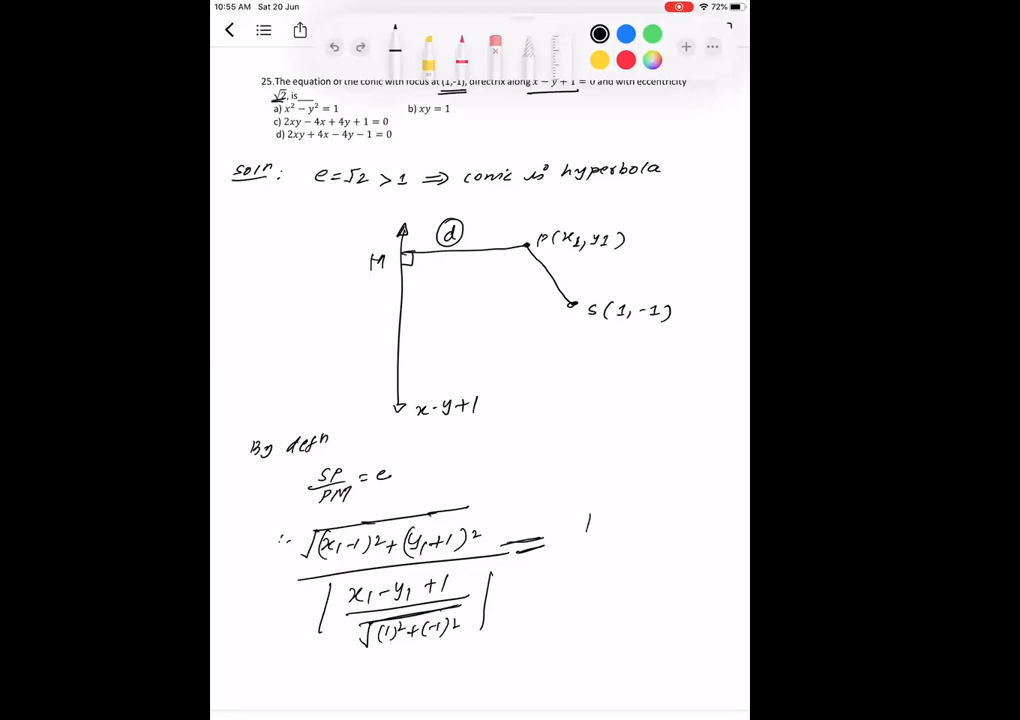 10:55 AM Sat 20 Jun
72%
25.The equation of the conic with focus at (1,-1), directrix along x − y + 1 = 0 and with eccentricity
√2, is___
a) x² − y² = 1 b) xy = 1
c) 2xy − 4x + 4y + 1 = 0
d) 2xy + 4x − 4y − 1 = 0
soln : e = √2 > 1 ⇒ conic is hyperbola
d P(x₁, y₁)
M
S(1, -1)
x - y + 1
By defn
SP/PM = e
∴ √(x₁-1)² + (y₁+1)² =
| x₁ - y₁ + 1 / √(1)² + (-1)² |